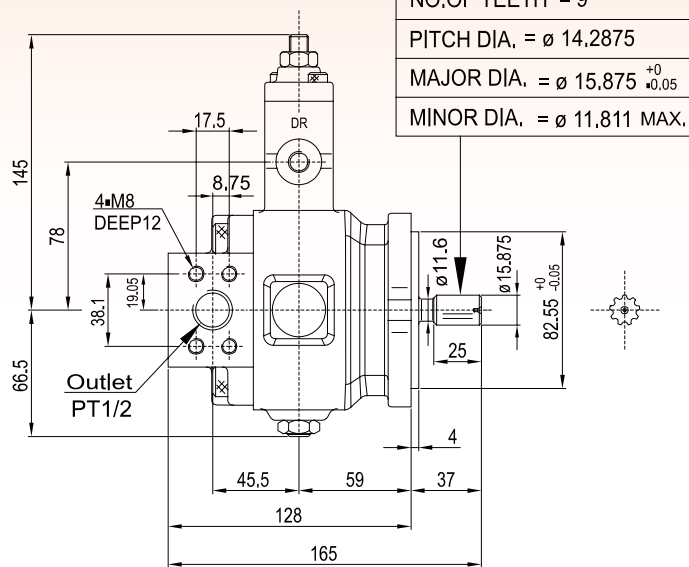 NO.OF TEETH = 9
PITCH DIA. = ø 14.2875
MAJOR DIA. = ø 15.875 +0 -0.05
MINOR DIA. = ø 11.811 MAX.
DR
17.5
8.75
4-M8
DEEP12
145
78
19.05
38.1
66.5
Outlet
PT1/2
ø11.6
ø15.875
82.55 +0 -0.05
25
4
45.5
59
37
128
165